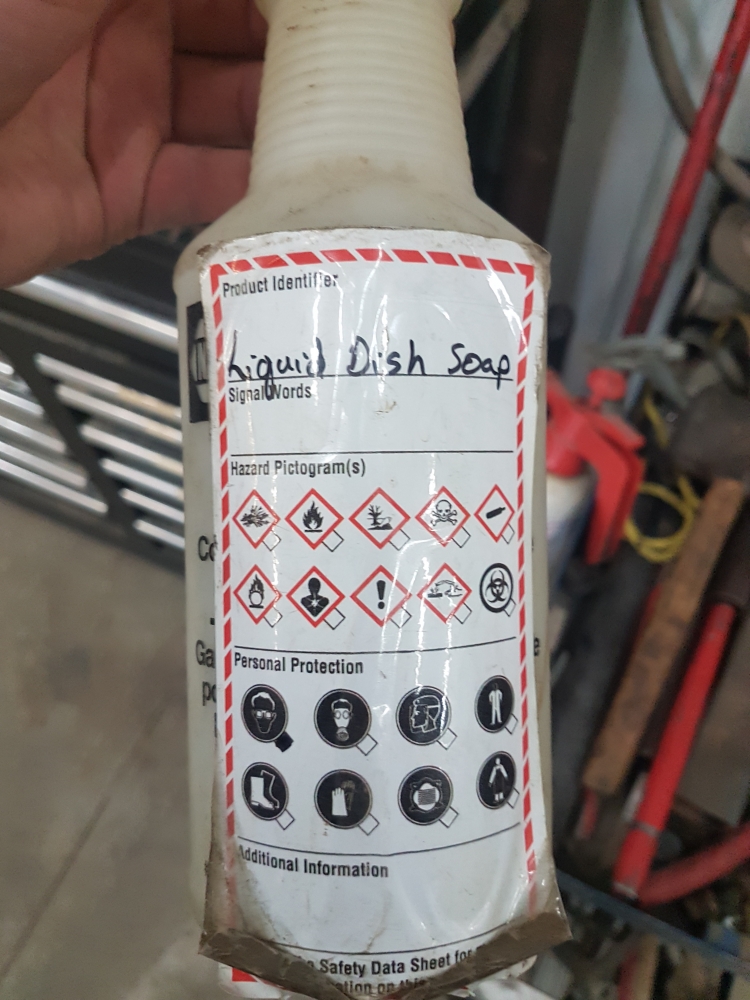 Product Identifier
Liquid Dish Soap
Signal Words
Hazard Pictogram(s)
Personal Protection
Additional Information
Safety Data Sheet for